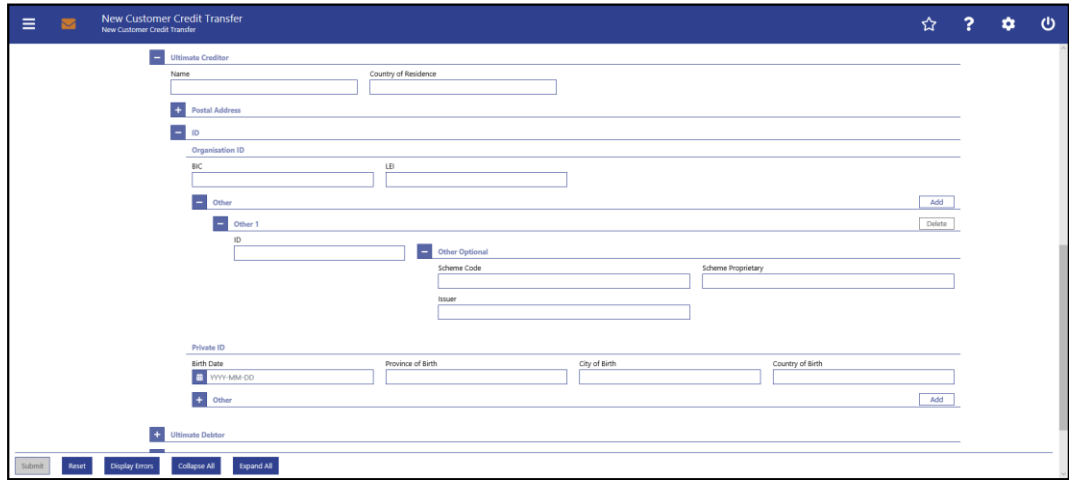 New Customer Credit Transfer
New Customer Credit Transfer
?
Ultimate Creditor
Name Country of Residence
Postal Address
ID
Organisation ID
BIC LEI
Other Add
Other 1 Delete
ID Other Optional
Scheme Code Scheme Proprietary
Issuer
Private ID
Birth Date Province of Birth City of Birth Country of Birth
YYYY-MM-DD
Other Add
Ultimate Debtor
Submit Reset Display Errors Collapse All Expand All